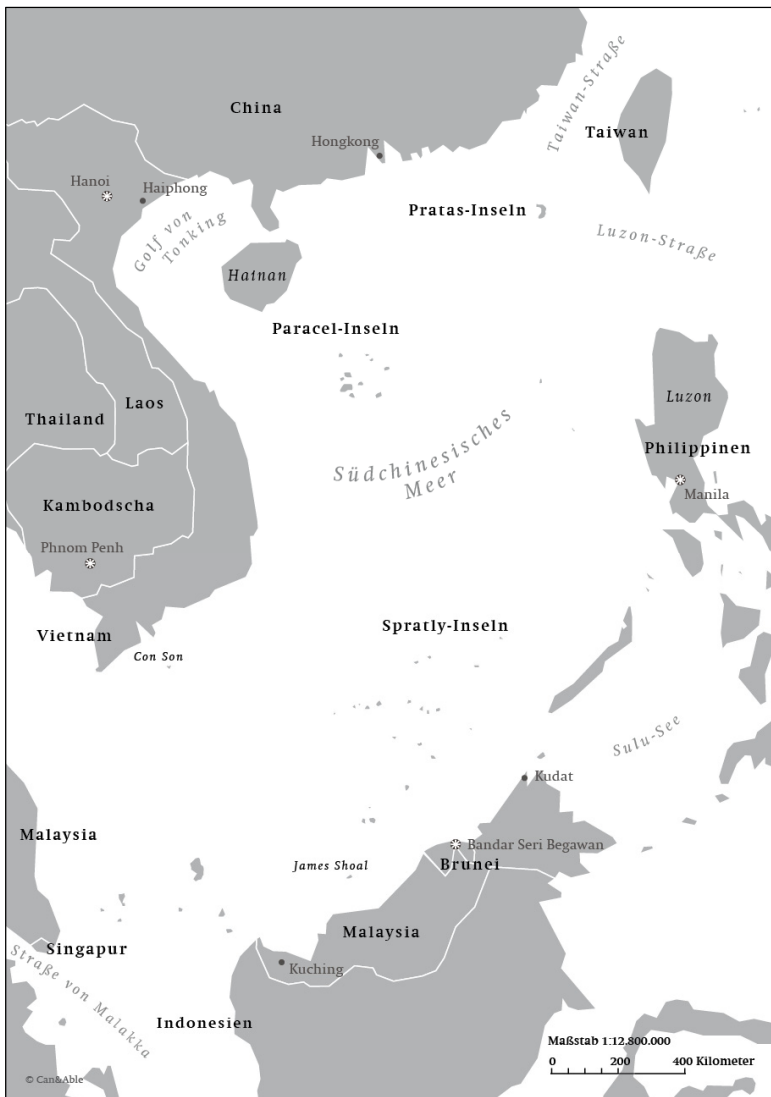 China
Taiwan-Straße
Taiwan
Hongkong
Hanoi
Haiphong
Golf von
Tonking
Pratas-Inseln
Luzon-Straße
Hainan
Paracel-Inseln
Laos
Thailand
Luzon
Südchinesisches
Meer
Philippinen
Manila
Kambodscha
Phnom Penh
Vietnam
Con Son
Spratly-Inseln
Sulu-See
Kudat
Malaysia
Bandar Seri Begawan
Brunei
James Shoal
Malaysia
Singapur
Kuching
Straße von Malakka
Indonesien
Maßstab 1:12.800.000
0 200 400 Kilometer
© Can&Able